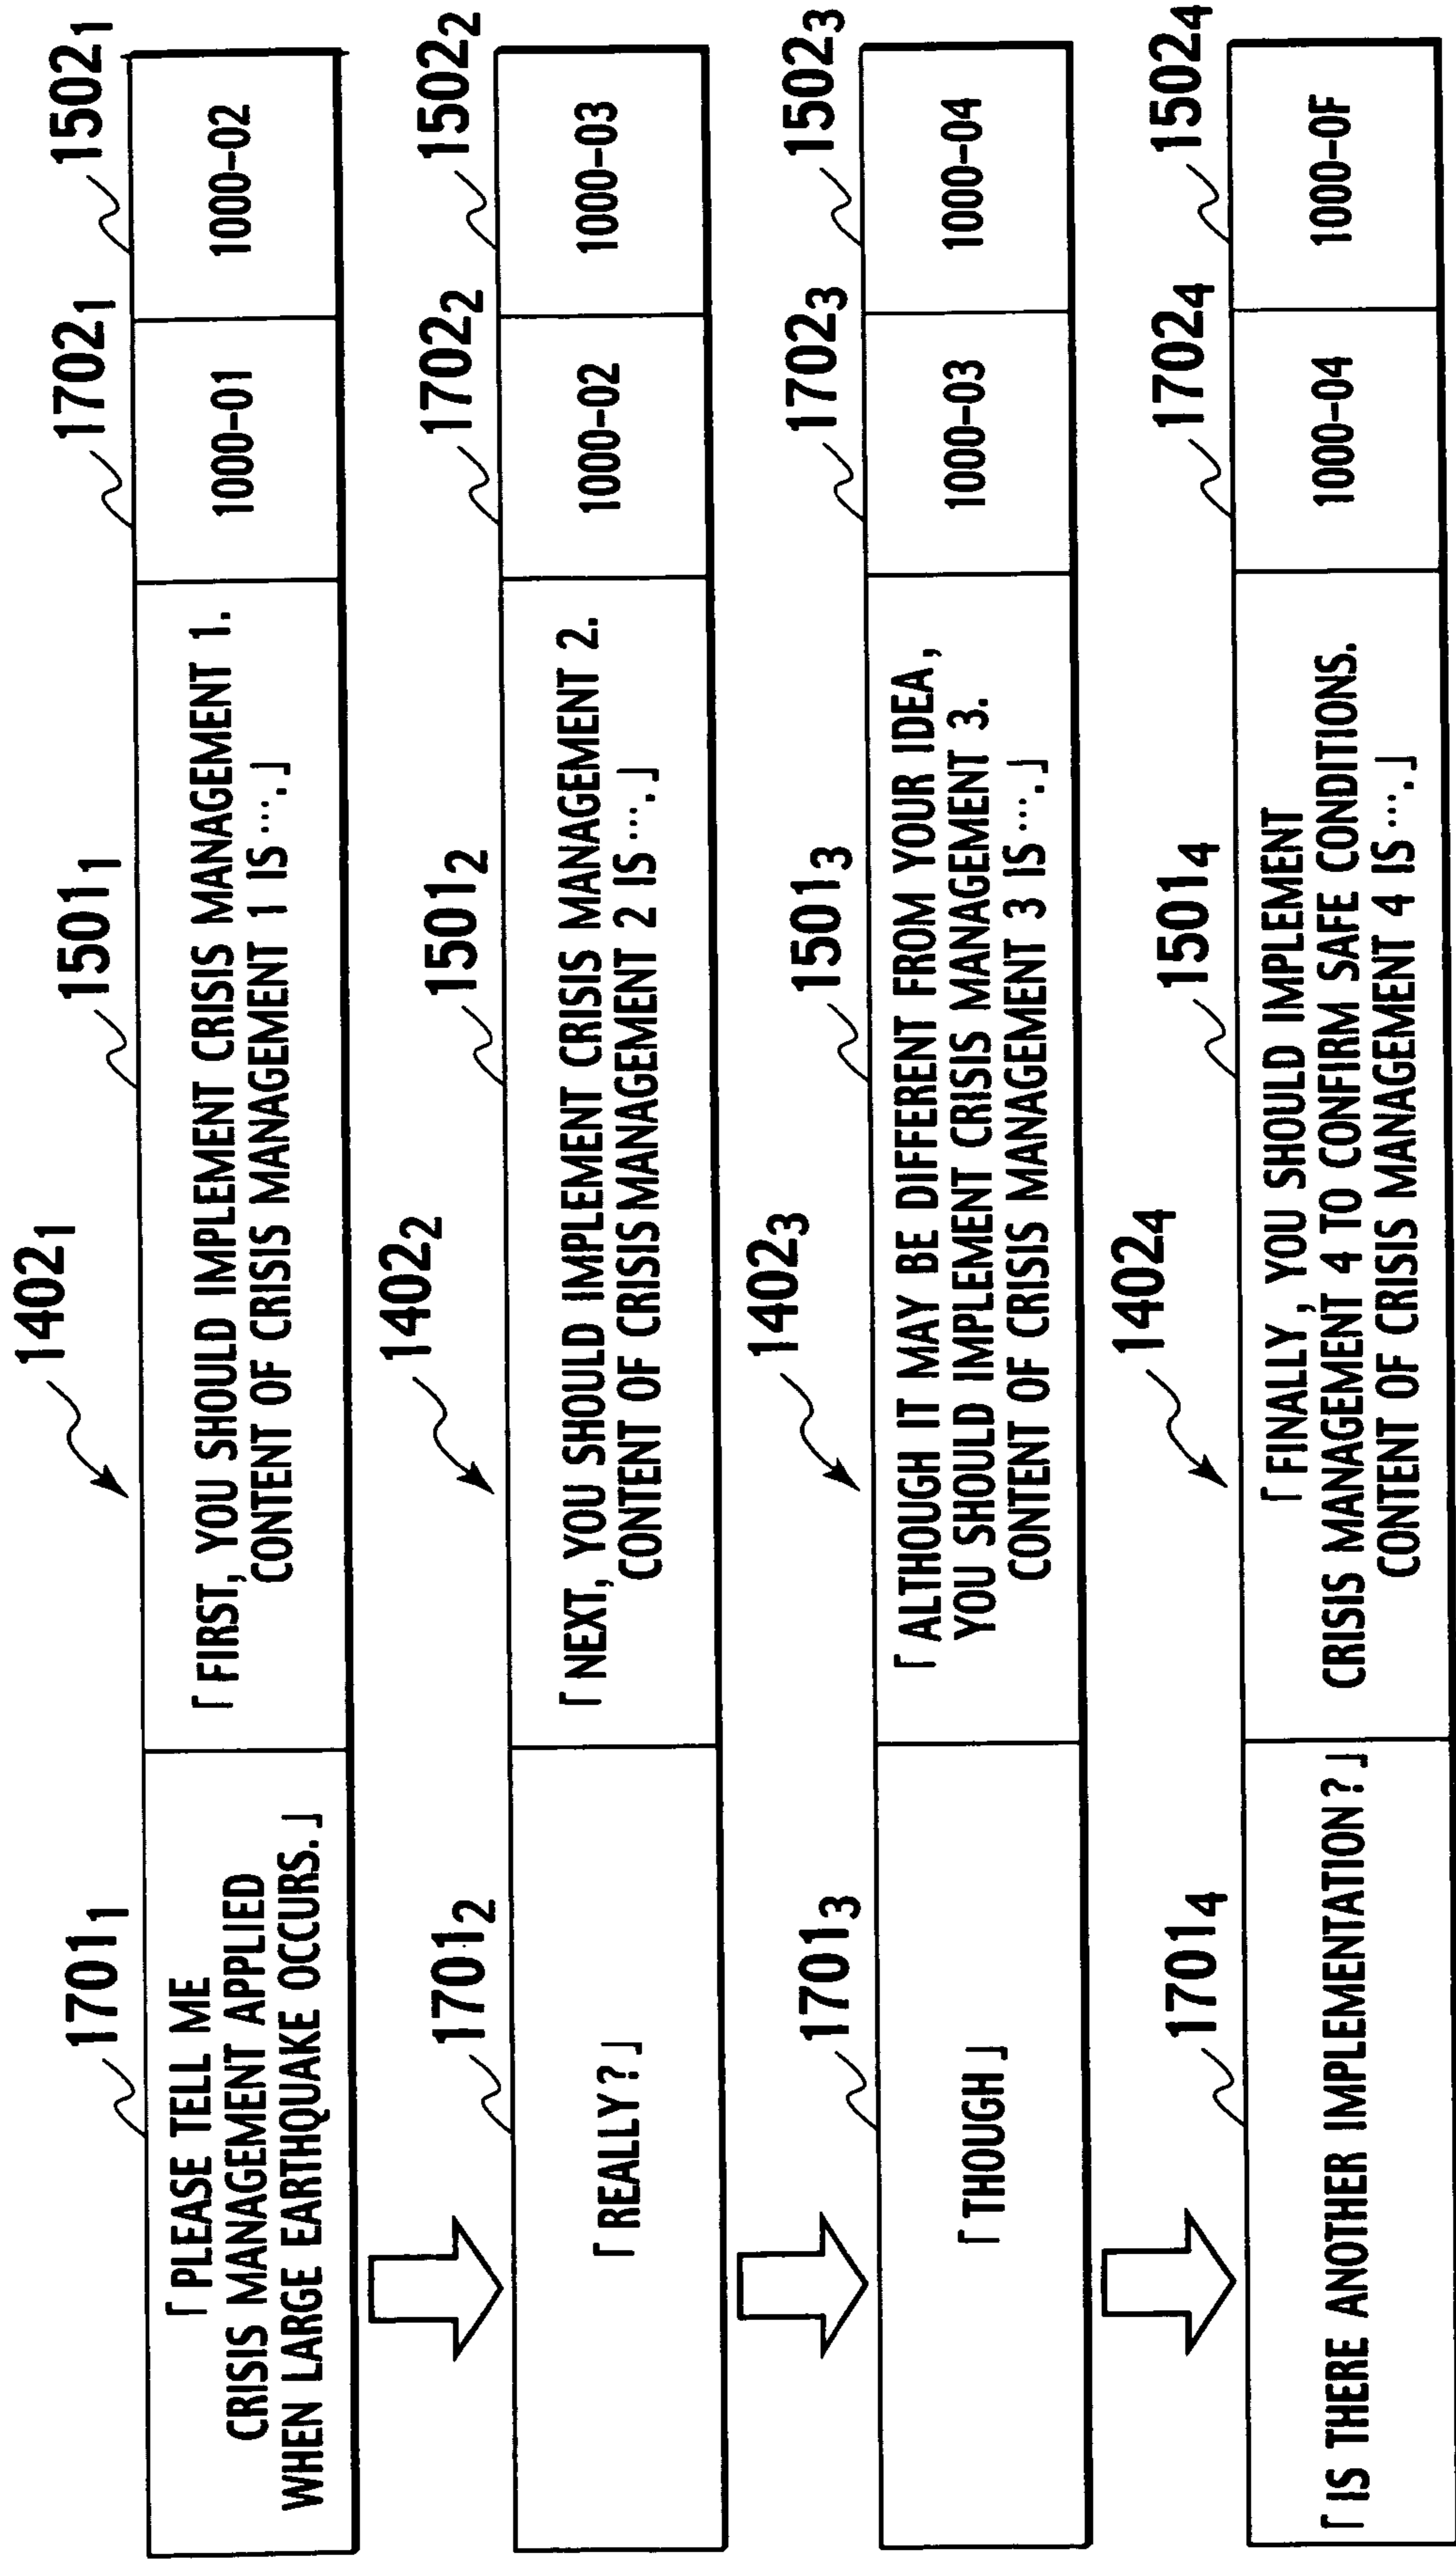 1402₁
1701₁
1501₁
1702₁
1502₁
「PLEASE TELL ME
CRISIS MANAGEMENT APPLIED
WHEN LARGE EARTHQUAKE OCCURS.」
「FIRST, YOU SHOULD IMPLEMENT CRISIS MANAGEMENT 1.
CONTENT OF CRISIS MANAGEMENT 1 IS ….」
1000-01
1000-02
1402₂
1701₂
1501₂
1702₂
1502₂
「REALLY?」
「NEXT, YOU SHOULD IMPLEMENT CRISIS MANAGEMENT 2.
CONTENT OF CRISIS MANAGEMENT 2 IS ….」
1000-02
1000-03
1402₃
1701₃
1501₃
1702₃
1502₃
「THOUGH」
「ALTHOUGH IT MAY BE DIFFERENT FROM YOUR IDEA,
YOU SHOULD IMPLEMENT CRISIS MANAGEMENT 3.
CONTENT OF CRISIS MANAGEMENT 3 IS ….」
1000-03
1000-04
1402₄
1701₄
1501₄
1702₄
1502₄
「IS THERE ANOTHER IMPLEMENTATION?」
「FINALLY, YOU SHOULD IMPLEMENT
CRISIS MANAGEMENT 4 TO CONFIRM SAFE CONDITIONS.
CONTENT OF CRISIS MANAGEMENT 4 IS ….」
1000-04
1000-0F